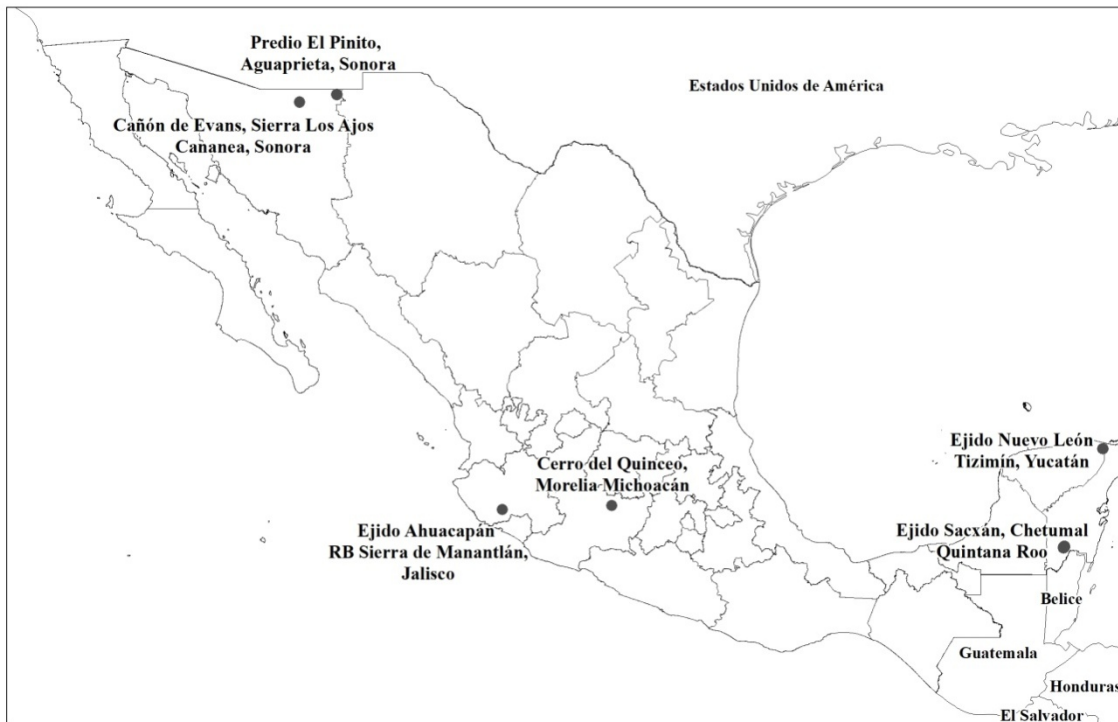 Predio El Pinito,
Aguaprieta, Sonora
Estados Unidos de América
Cañón de Evans, Sierra Los Ajos
Cananea, Sonora
Ejido Nuevo León
Tizimín, Yucatán
Cerro del Quinceo,
Morelia Michoacán
Ejido Ahuacapán
RB Sierra de Manantlán,
Jalisco
Ejido Sacxán, Chetumal
Quintana Roo
Belice
Guatemala
Honduras
El Salvador